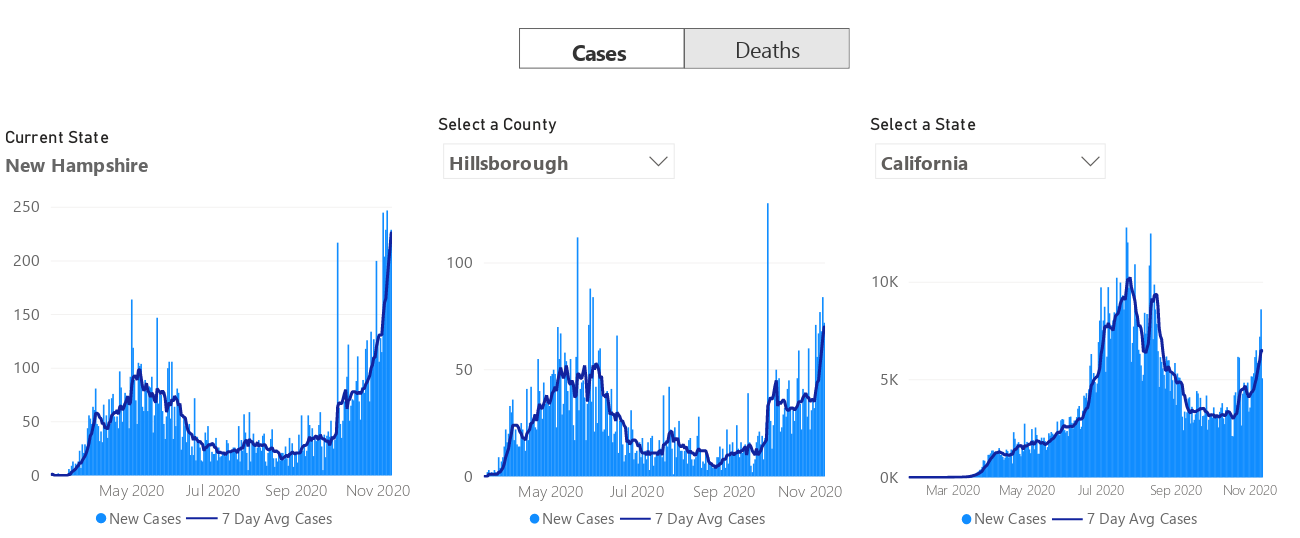 Cases Deaths
Current State
New Hampshire
250
200
150
100
50
0
May 2020 Jul 2020 Sep 2020 Nov 2020
New Cases 7 Day Avg Cases
Select a County
Hillsborough
100
50
0
May 2020 Jul 2020 Sep 2020 Nov 2020
New Cases 7 Day Avg Cases
Select a State
California
10K
5K
0K
Mar 2020 May 2020 Jul 2020 Sep 2020 Nov 2020
New Cases 7 Day Avg Cases